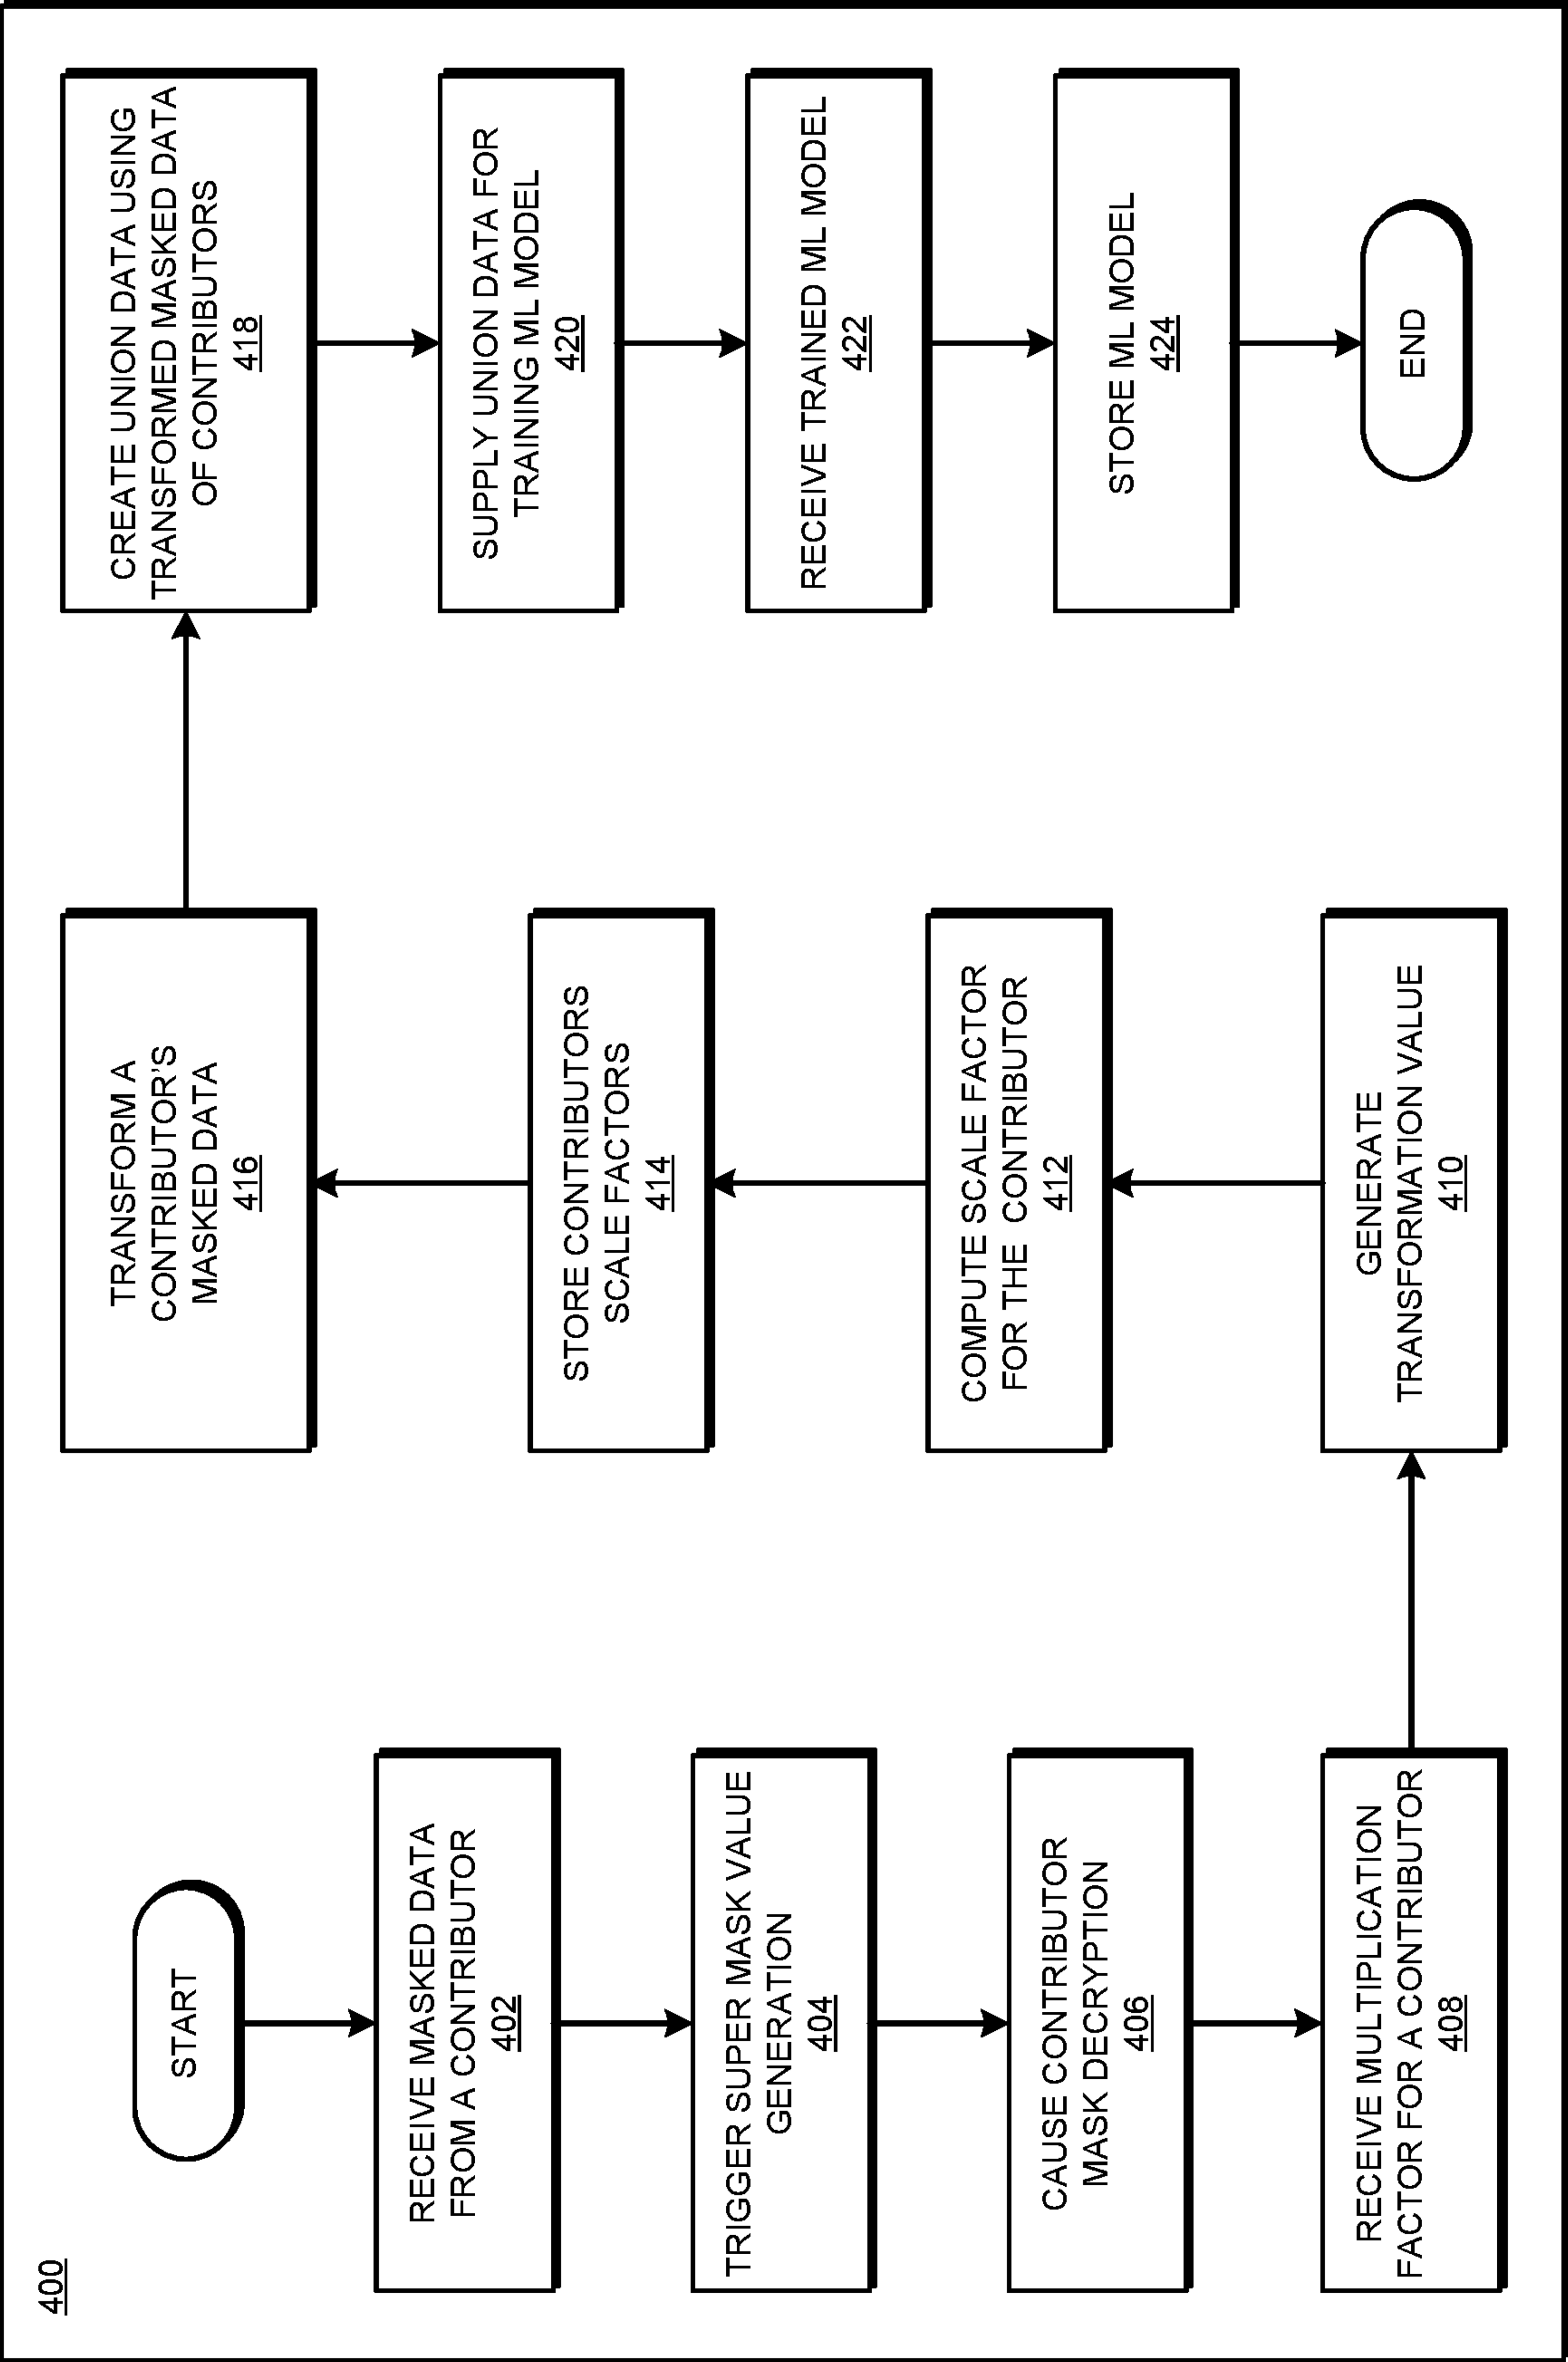 400
START
RECEIVE MASKED DATA
FROM A CONTRIBUTOR
402
TRIGGER SUPER MASK VALUE
GENERATION
404
CAUSE CONTRIBUTOR
MASK DECRYPTION
406
RECEIVE MULTIPLICATION
FACTOR FOR A CONTRIBUTOR
408
GENERATE
TRANSFORMATION VALUE
410
COMPUTE SCALE FACTOR
FOR THE CONTRIBUTOR
412
STORE CONTRIBUTORS
SCALE FACTORS
414
TRANSFORM A
CONTRIBUTOR'S
MASKED DATA
416
CREATE UNION DATA USING
TRANSFORMED MASKED DATA
OF CONTRIBUTORS
418
SUPPLY UNION DATA FOR
TRAINING ML MODEL
420
RECEIVE TRAINED ML MODEL
422
STORE ML MODEL
424
END